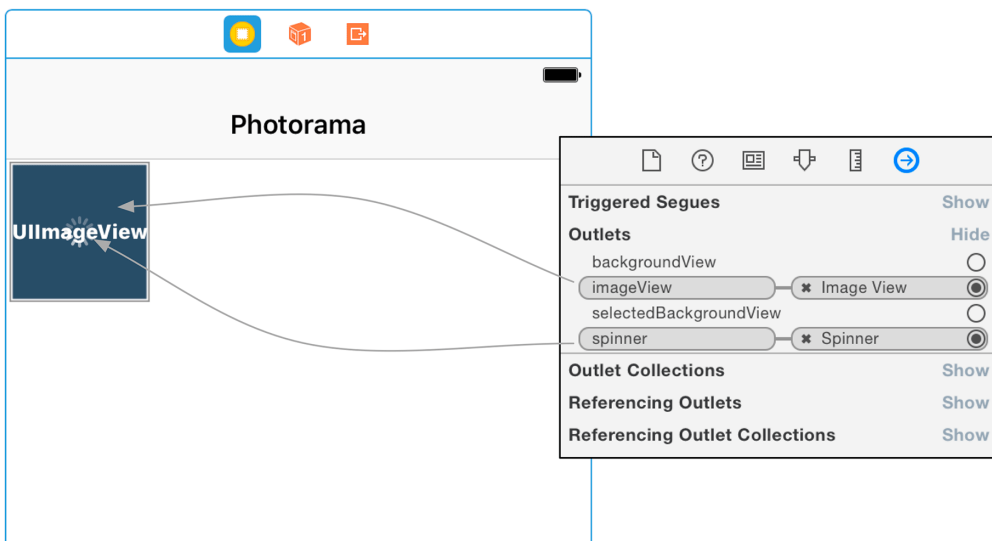 Photorama
UIImageView
Triggered Segues Show
Outlets Hide
backgroundView
imageView ✖ Image View
selectedBackgroundView
spinner ✖ Spinner
Outlet Collections Show
Referencing Outlets Show
Referencing Outlet Collections Show